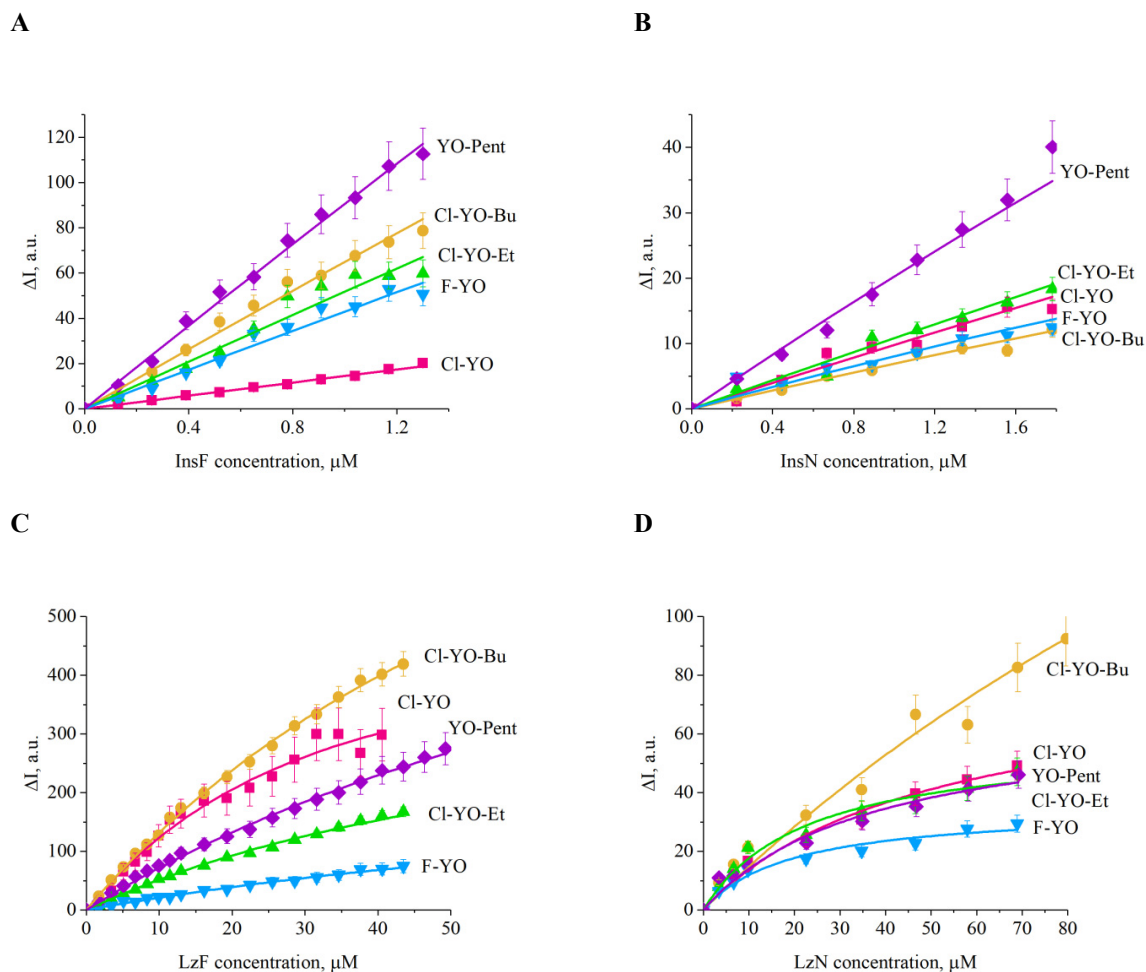 A
B
ΔI, a.u.
120
100
80
60
40
20
0
0.0
0.4
0.8
1.2
InsF concentration, μM
YO-Pent
Cl-YO-Bu
Cl-YO-Et
F-YO
Cl-YO
ΔI, a.u.
40
30
20
10
0
0.0
0.4
0.8
1.2
1.6
InsN concentration, μM
YO-Pent
Cl-YO-Et
Cl-YO
F-YO
Cl-YO-Bu
C
D
ΔI, a.u.
500
400
300
200
100
0
0
10
20
30
40
50
LzF concentration, μM
Cl-YO-Bu
Cl-YO
YO-Pent
Cl-YO-Et
F-YO
ΔI, a.u.
100
80
60
40
20
0
0
10
20
30
40
50
60
70
80
LzN concentration, μM
Cl-YO-Bu
Cl-YO
YO-Pent
Cl-YO-Et
F-YO